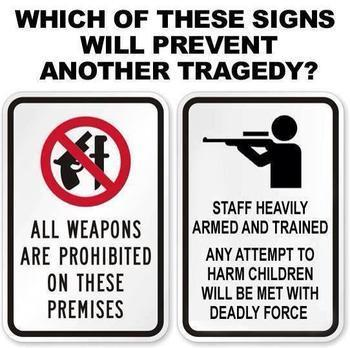 WHICH OF THESE SIGNS
WILL PREVENT
ANOTHER TRAGEDY?
ALL WEAPONS
ARE PROHIBITED
ON THESE
PREMISES
STAFF HEAVILY
ARMED AND TRAINED
ANY ATTEMPT TO
HARM CHILDREN
WILL BE MET WITH
DEADLY FORCE